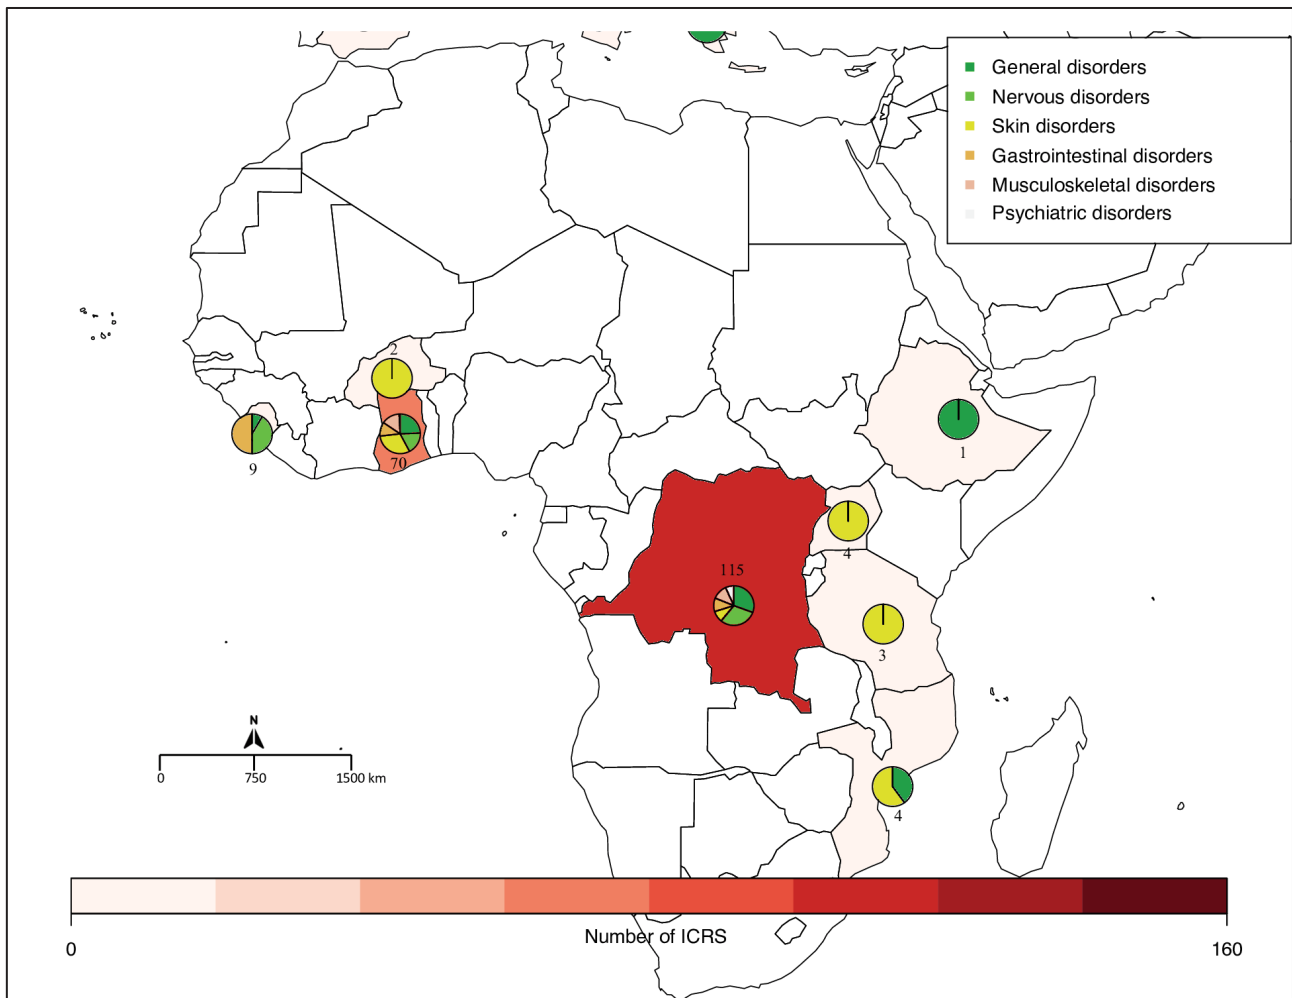 General disorders
Nervous disorders
Skin disorders
Gastrointestinal disorders
Musculoskeletal disorders
Psychiatric disorders
2
9
70
1
4
115
3
4
N
0 750 1500 km
Number of ICRS
0 160